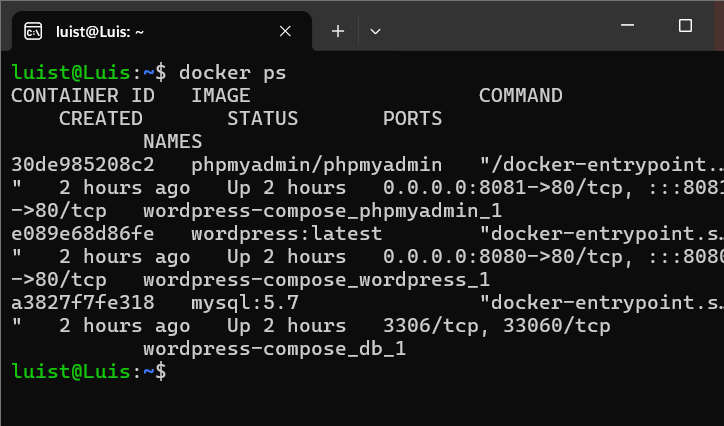 luist@Luis: ~
luist@Luis:~$ docker ps
CONTAINER ID   IMAGE                   COMMAND
    CREATED       STATUS       PORTS
           NAMES
30de985208c2   phpmyadmin/phpmyadmin   "/docker-entrypoint.…
"   2 hours ago   Up 2 hours   0.0.0.0:8081->80/tcp, :::8081
->80/tcp   wordpress-compose_phpmyadmin_1
e089e68d86fe   wordpress:latest        "docker-entrypoint.s…
"   2 hours ago   Up 2 hours   0.0.0.0:8080->80/tcp, :::8080
->80/tcp   wordpress-compose_wordpress_1
a3827f7fe318   mysql:5.7               "docker-entrypoint.s…
"   2 hours ago   Up 2 hours   3306/tcp, 33060/tcp
           wordpress-compose_db_1
luist@Luis:~$